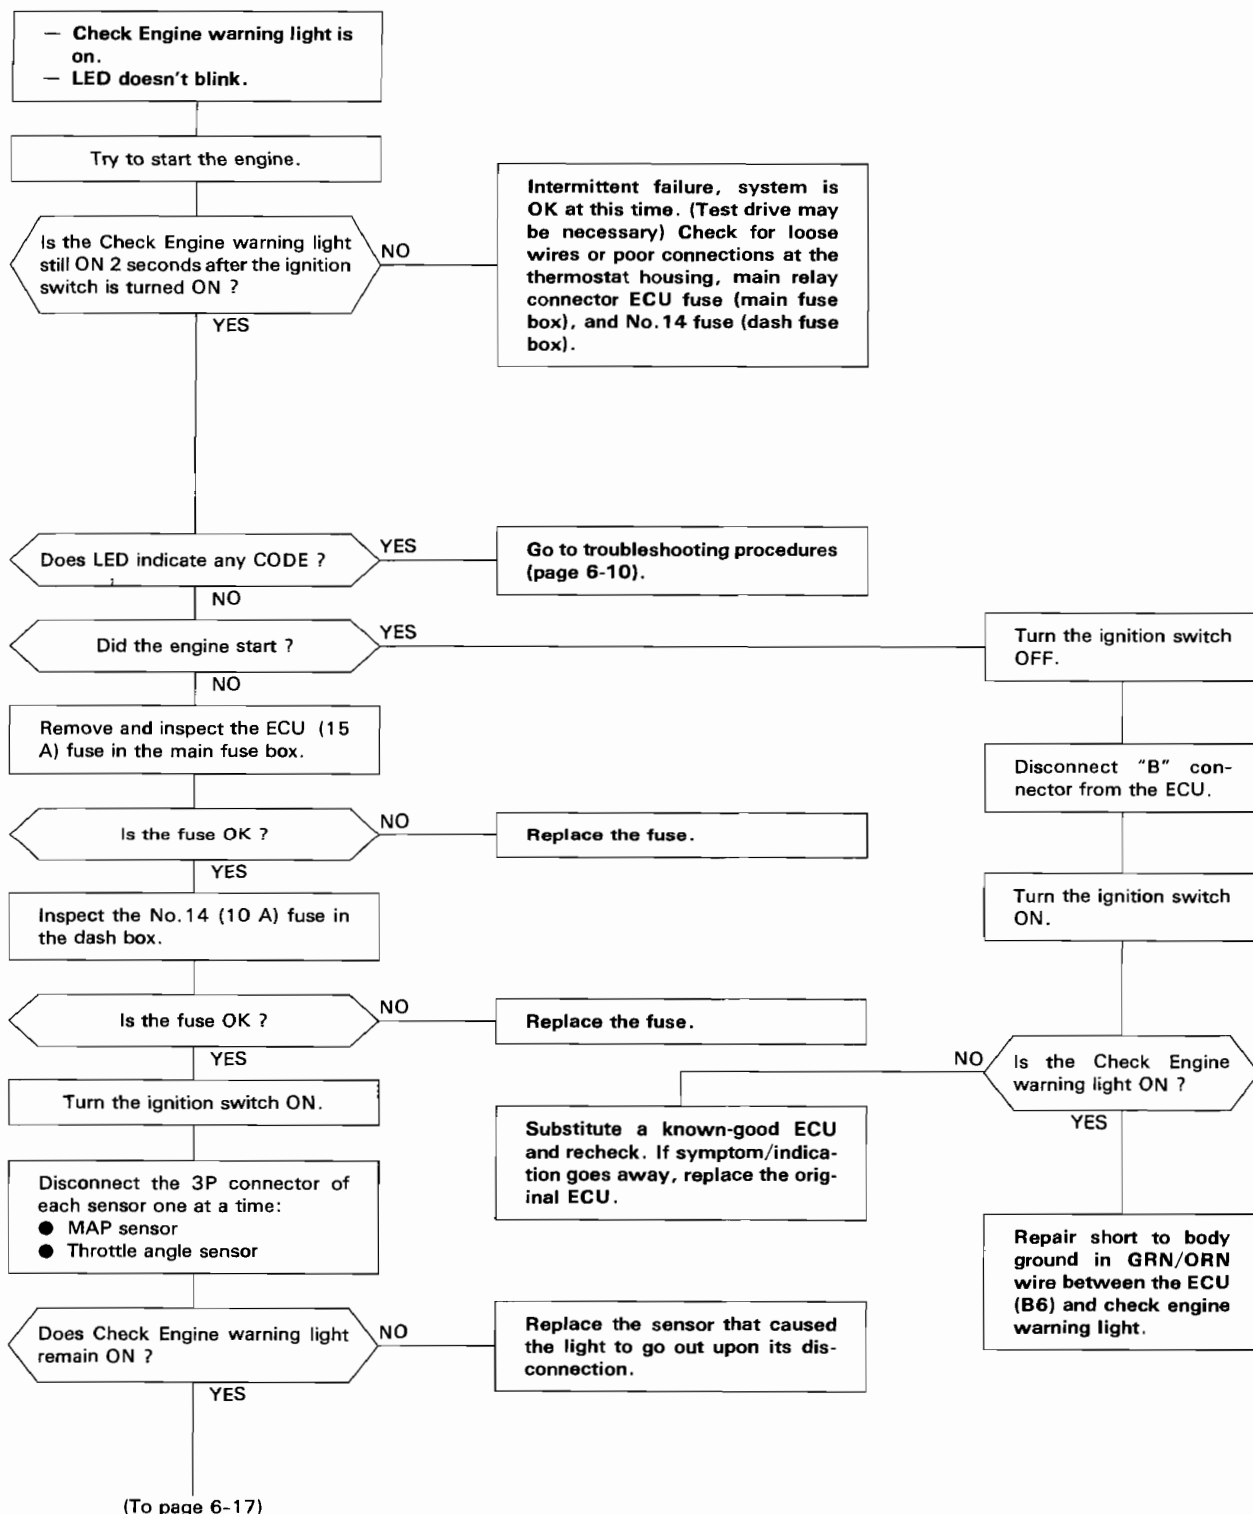 — Check Engine warning light is
on.
— LED doesn't blink.
Try to start the engine.
Is the Check Engine warning light
still ON 2 seconds after the ignition
switch is turned ON ?
NO
YES
Intermittent failure, system is
OK at this time. (Test drive may
be necessary) Check for loose
wires or poor connections at the
thermostat housing, main relay
connector ECU fuse (main fuse
box), and No.14 fuse (dash fuse
box).
Does LED indicate any CODE ?
YES
NO
Go to troubleshooting procedures
(page 6-10).
Did the engine start ?
YES
NO
Turn the ignition switch
OFF.
Remove and inspect the ECU (15
A) fuse in the main fuse box.
Disconnect "B" con-
nector from the ECU.
Is the fuse OK ?
NO
YES
Replace the fuse.
Turn the ignition switch
ON.
Inspect the No.14 (10 A) fuse in
the dash box.
Is the fuse OK ?
NO
YES
Replace the fuse.
Is the Check Engine
warning light ON ?
NO
YES
Turn the ignition switch ON.
Substitute a known-good ECU
and recheck. If symptom/indica-
tion goes away, replace the orig-
inal ECU.
Disconnect the 3P connector of
each sensor one at a time:
● MAP sensor
● Throttle angle sensor
Repair short to body
ground in GRN/ORN
wire between the ECU
(B6) and check engine
warning light.
Does Check Engine warning light
remain ON ?
NO
YES
Replace the sensor that caused
the light to go out upon its dis-
connection.
(To page 6-17)